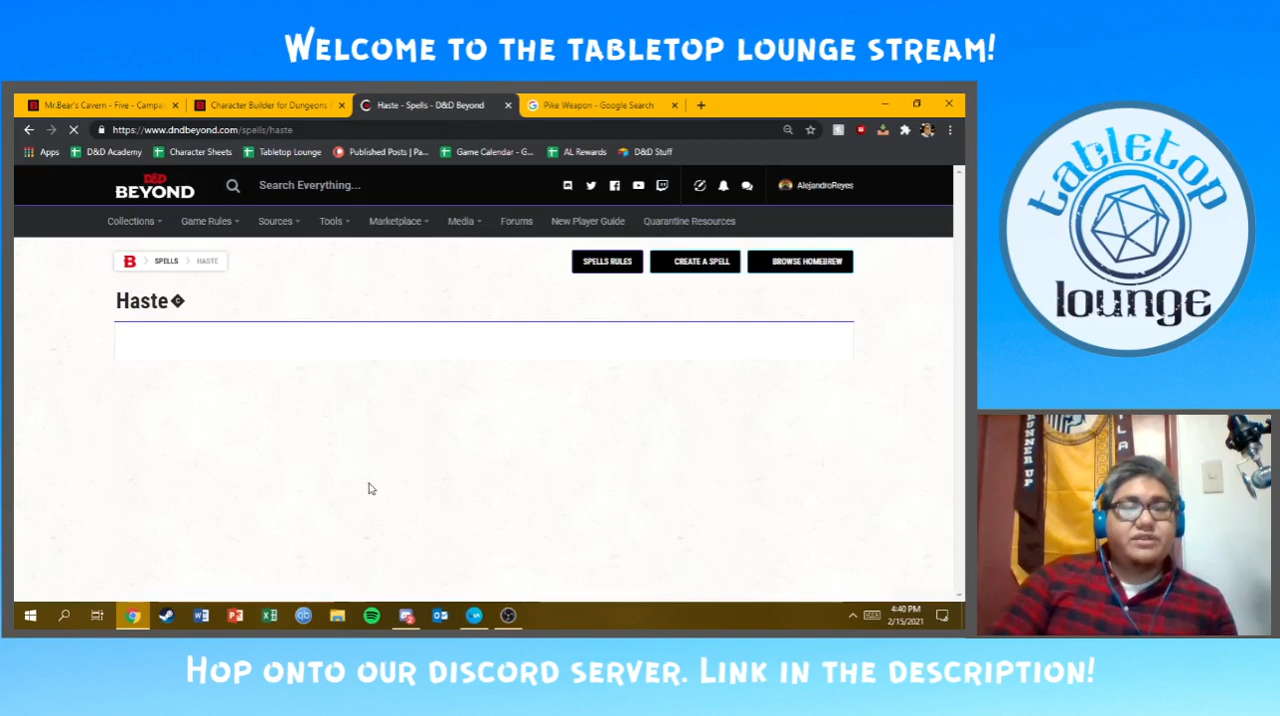 WELCOME TO THE TABLETOP LOUNGE STREAM!
Mr.Bear's Cavern - Five - Campa
Character Builder for Dungeons
Haste - Spells - D&D Beyond
Pike Weapon - Google Search
https://www.dndbeyond.com/spells/haste
Apps
D&D Academy
Character Sheets
Tabletop Lounge
Published Posts | Pa...
Game Calendar - G...
AL Rewards
D&D Stuff
D&D
BEYOND
Search Everything...
AlejandroReyes
Collections
Game Rules
Sources
Tools
Marketplace
Media
Forums
New Player Guide
Quarantine Resources
B
SPELLS
HASTE
SPELLS RULES
CREATE A SPELL
BROWSE HOMEBREW
Haste
4:40 PM
2/15/2021
tabletop
lounge
RUNNER UP
HOP ONTO OUR DISCORD SERVER. LINK IN THE DESCRIPTION!